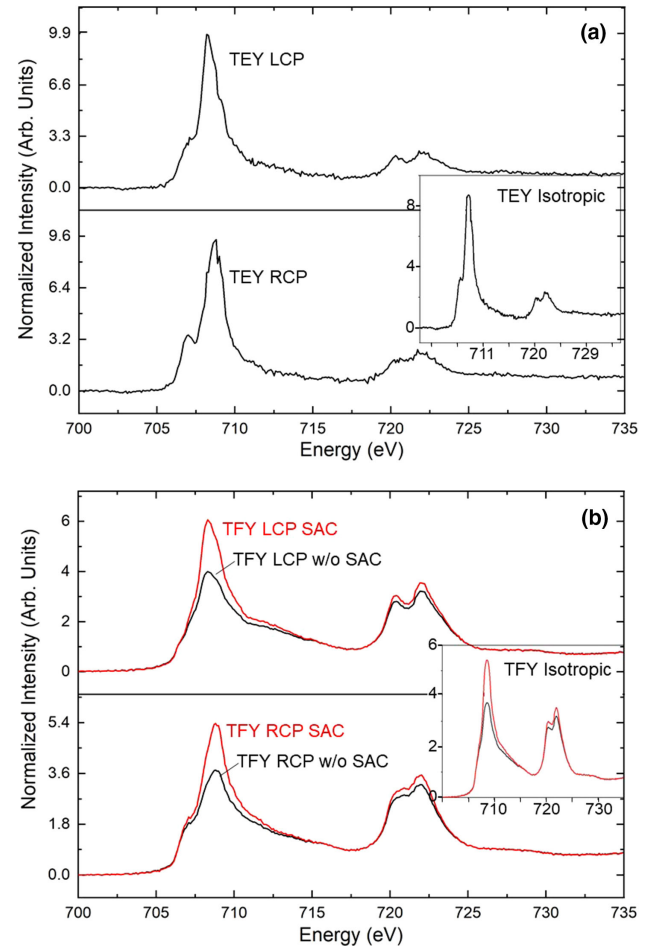 (a)
9.9
6.6
3.3
0.0
TEY LCP
9.6
6.4
3.2
0.0
TEY RCP
Normalized Intensity (Arb. Units)
TEY Isotropic
8
4
0
711 720 729
700 705 710 715 720 725 730 735
Energy (eV)
(b)
6
4
2
0
TFY LCP SAC
TFY LCP w/o SAC
5.4
3.6
1.8
0.0
TFY RCP SAC
TFY RCP w/o SAC
Normalized Intensity (Arb. Units)
TFY Isotropic
6
4
2
0
710 720 730
700 705 710 715 720 725 730 735
Energy (eV)